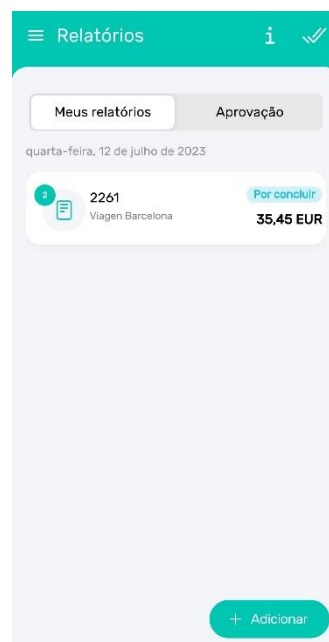 Relatórios
Meus relatórios Aprovação
quarta-feira, 12 de julho de 2023
2 2261 Por concluir
Viagen Barcelona 35,45 EUR
+ Adicionar